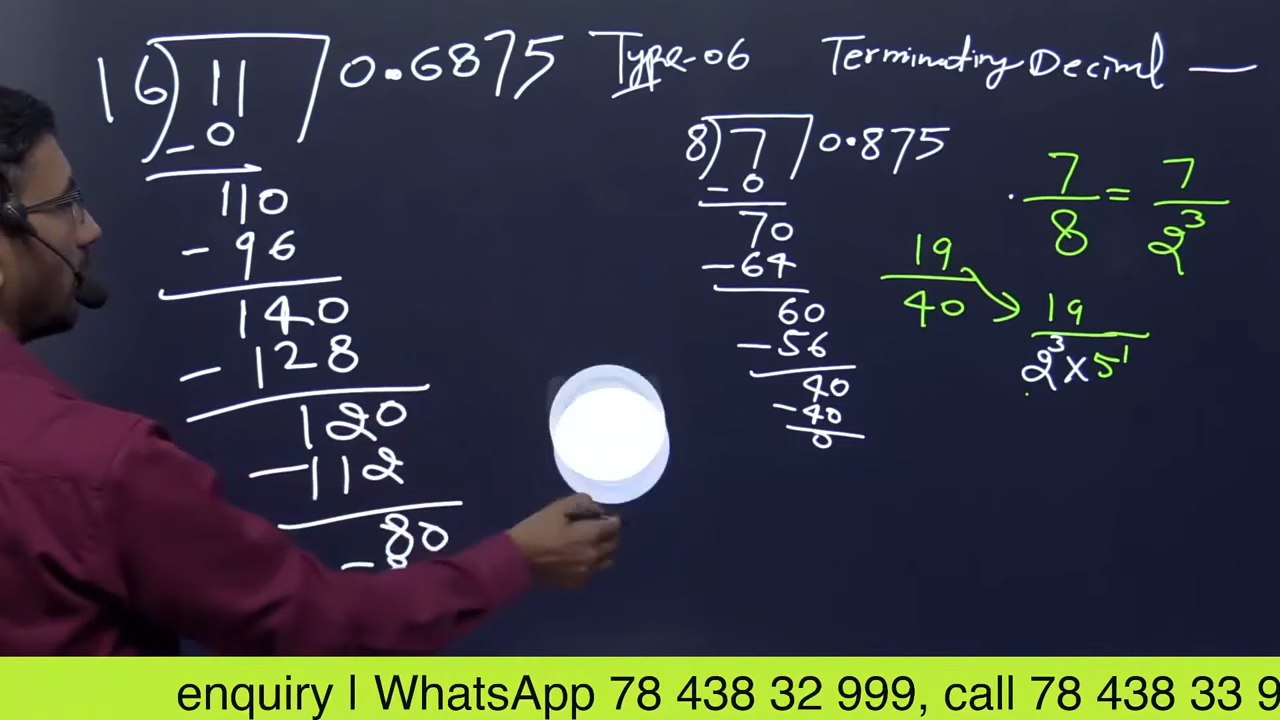 16) 11 0.6875
- 0
110
- 96
140
- 128
120
- 112
80
-
Type-06 Terminating Decimal —
8) 7 0.875
- 0
70
- 64
60
- 56
40
- 40
0
7/8 = 7/2³
19/40 → 19/2³×5¹
enquiry I WhatsApp 78 438 32 999, call 78 438 33 9